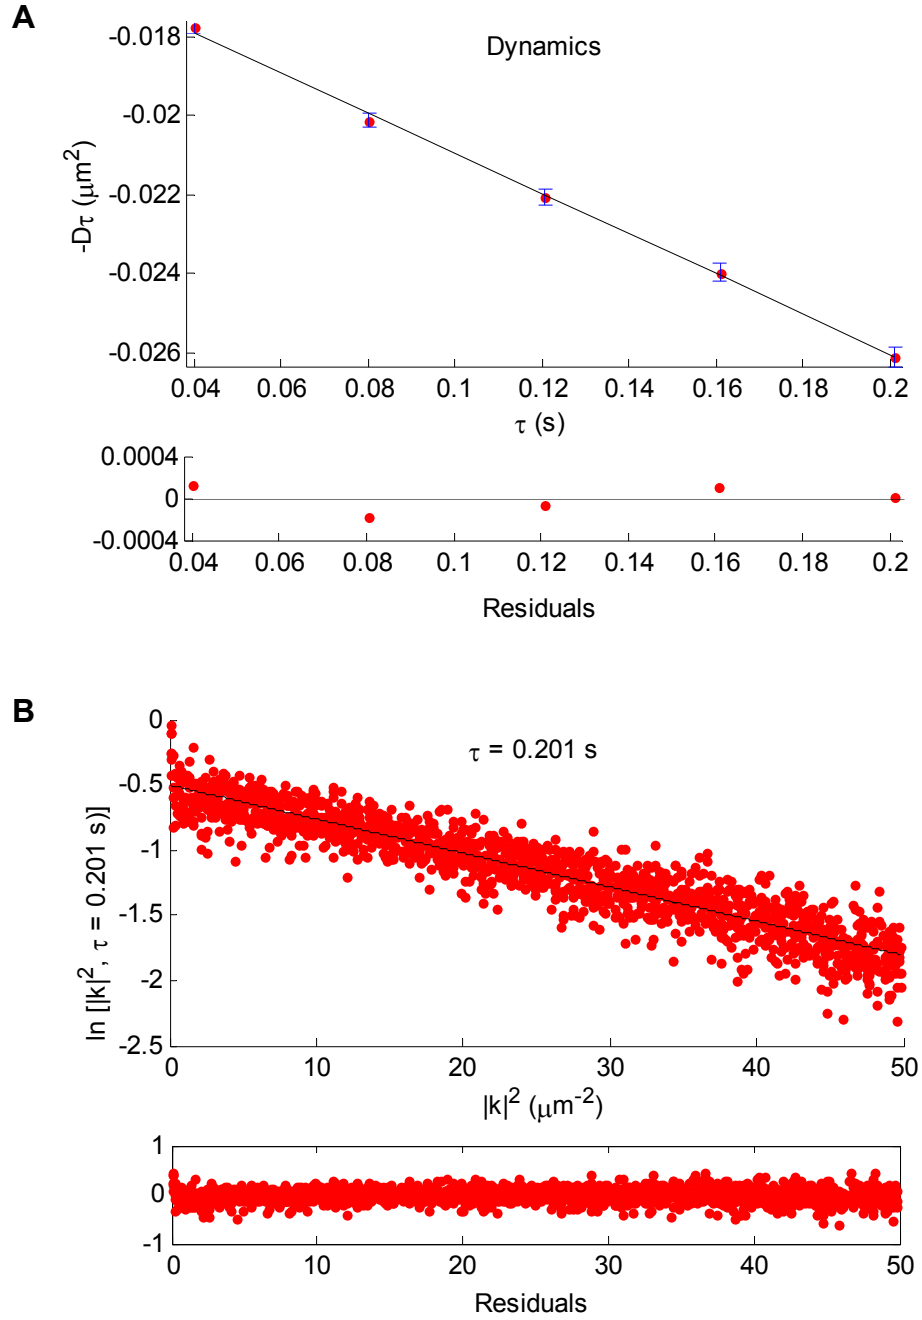 A
Dynamics
-Dτ (μm²)
-0.018
-0.02
-0.022
-0.024
-0.026
0.04 0.06 0.08 0.1 0.12 0.14 0.16 0.18 0.2
τ (s)
0.0004
0
-0.0004
0.04 0.06 0.08 0.1 0.12 0.14 0.16 0.18 0.2
Residuals
B
τ = 0.201 s
ln [|k|², τ = 0.201 s)]
0
-0.5
-1
-1.5
-2
-2.5
0 10 20 30 40 50
|k|² (μm⁻²)
1
0
-1
0 10 20 30 40 50
Residuals